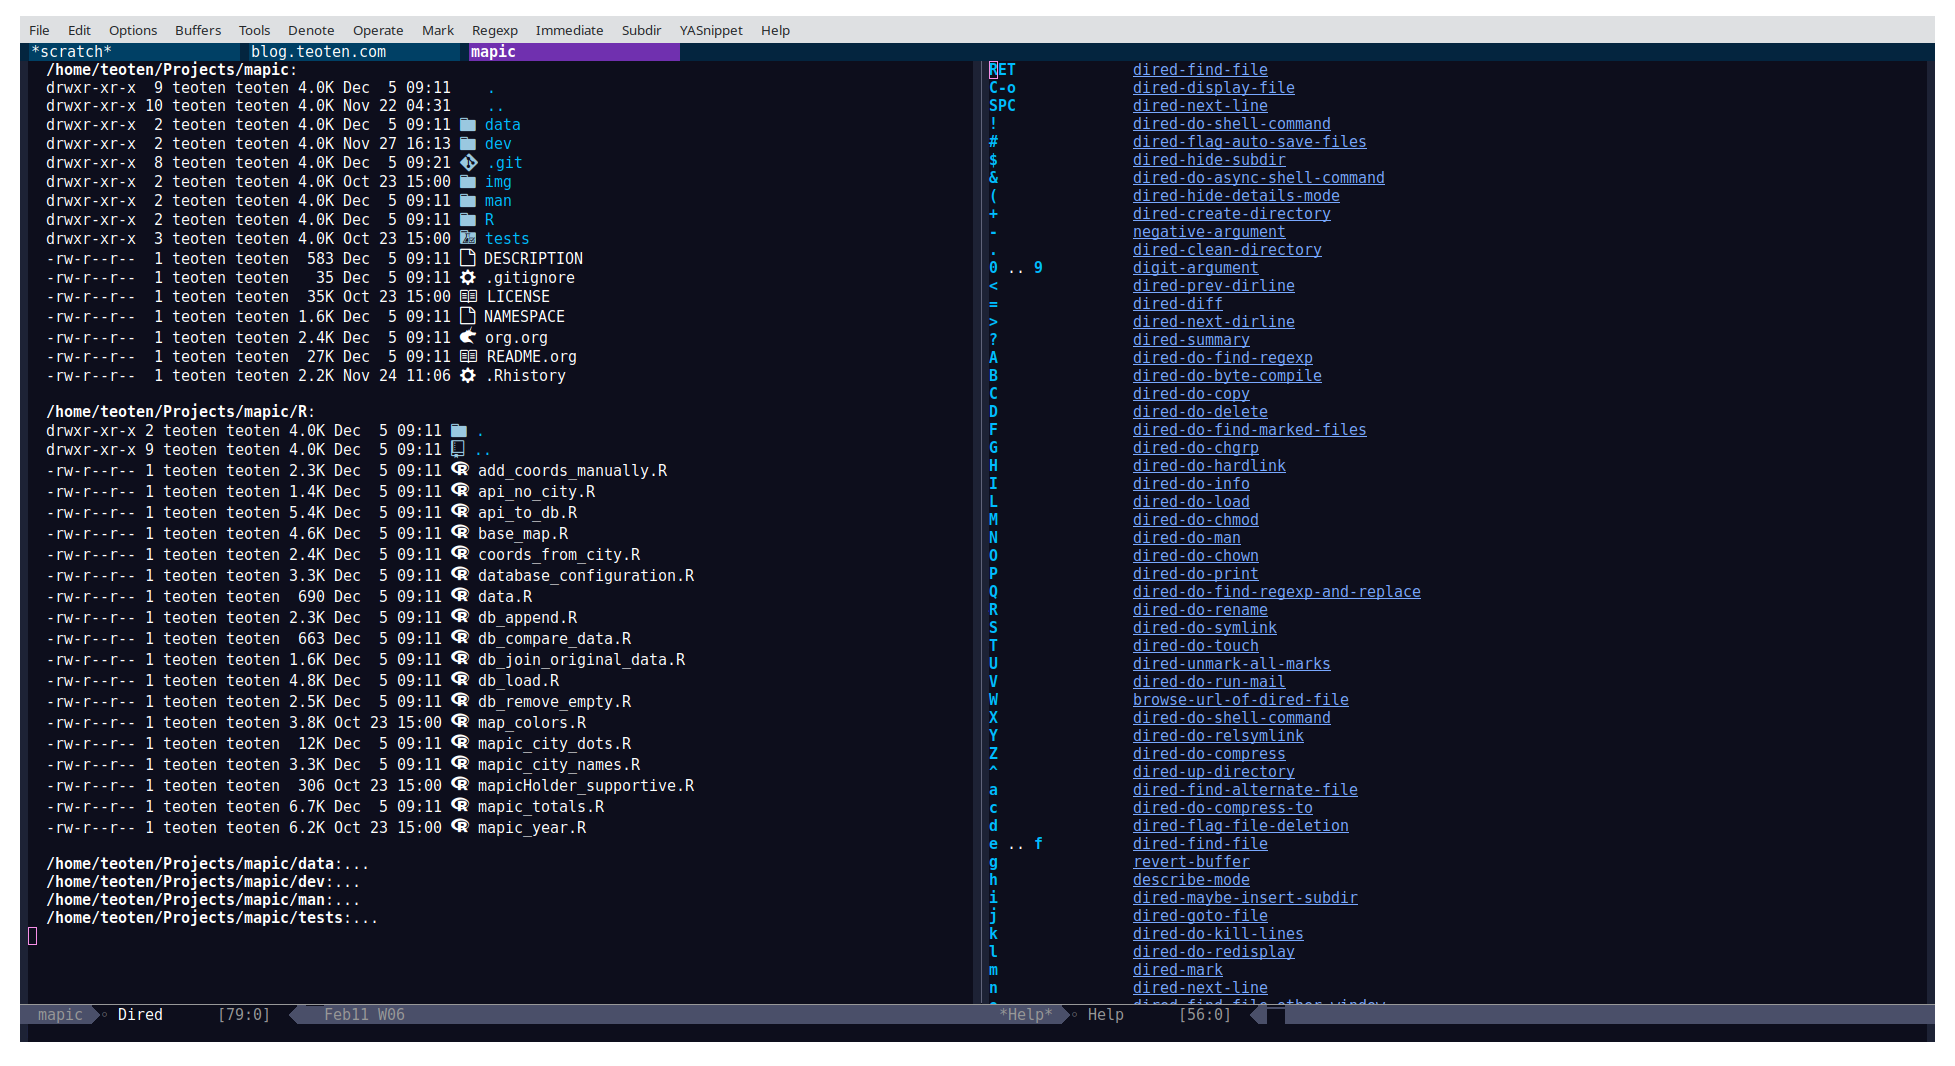 File Edit Options Buffers Tools Denote Operate Mark Regexp Immediate Subdir YASnippet Help
*scratch* blog.teoten.com mapic
/home/teoten/Projects/mapic:
drwxr-xr-x  9 teoten teoten 4.0K Dec  5 09:11 .
drwxr-xr-x 10 teoten teoten 4.0K Nov 22 04:31 ..
drwxr-xr-x  2 teoten teoten 4.0K Dec  5 09:11 data
drwxr-xr-x  2 teoten teoten 4.0K Nov 27 16:13 dev
drwxr-xr-x  8 teoten teoten 4.0K Dec  5 09:21 .git
drwxr-xr-x  2 teoten teoten 4.0K Oct 23 15:00 img
drwxr-xr-x  2 teoten teoten 4.0K Dec  5 09:11 man
drwxr-xr-x  2 teoten teoten 4.0K Dec  5 09:11 R
drwxr-xr-x  3 teoten teoten 4.0K Oct 23 15:00 tests
-rw-r--r--  1 teoten teoten  583 Dec  5 09:11 DESCRIPTION
-rw-r--r--  1 teoten teoten   35 Dec  5 09:11 .gitignore
-rw-r--r--  1 teoten teoten  35K Oct 23 15:00 LICENSE
-rw-r--r--  1 teoten teoten 1.6K Dec  5 09:11 NAMESPACE
-rw-r--r--  1 teoten teoten 2.4K Dec  5 09:11 org.org
-rw-r--r--  1 teoten teoten  27K Dec  5 09:11 README.org
-rw-r--r--  1 teoten teoten 2.2K Nov 24 11:06 .Rhistory
/home/teoten/Projects/mapic/R:
drwxr-xr-x 2 teoten teoten 4.0K Dec  5 09:11 .
drwxr-xr-x 9 teoten teoten 4.0K Dec  5 09:11 ..
-rw-r--r-- 1 teoten teoten 2.3K Dec  5 09:11 add_coords_manually.R
-rw-r--r-- 1 teoten teoten 1.4K Dec  5 09:11 api_no_city.R
-rw-r--r-- 1 teoten teoten 5.4K Dec  5 09:11 api_to_db.R
-rw-r--r-- 1 teoten teoten 4.6K Dec  5 09:11 base_map.R
-rw-r--r-- 1 teoten teoten 2.4K Dec  5 09:11 coords_from_city.R
-rw-r--r-- 1 teoten teoten 3.3K Dec  5 09:11 database_configuration.R
-rw-r--r-- 1 teoten teoten  690 Dec  5 09:11 data.R
-rw-r--r-- 1 teoten teoten 2.3K Dec  5 09:11 db_append.R
-rw-r--r-- 1 teoten teoten  663 Dec  5 09:11 db_compare_data.R
-rw-r--r-- 1 teoten teoten 1.6K Dec  5 09:11 db_join_original_data.R
-rw-r--r-- 1 teoten teoten 4.8K Dec  5 09:11 db_load.R
-rw-r--r-- 1 teoten teoten 2.5K Dec  5 09:11 db_remove_empty.R
-rw-r--r-- 1 teoten teoten 3.8K Oct 23 15:00 map_colors.R
-rw-r--r-- 1 teoten teoten  12K Dec  5 09:11 mapic_city_dots.R
-rw-r--r-- 1 teoten teoten 3.3K Dec  5 09:11 mapic_city_names.R
-rw-r--r-- 1 teoten teoten  306 Oct 23 15:00 mapicHolder_supportive.R
-rw-r--r-- 1 teoten teoten 6.7K Dec  5 09:11 mapic_totals.R
-rw-r--r-- 1 teoten teoten 6.2K Oct 23 15:00 mapic_year.R
/home/teoten/Projects/mapic/data:...
/home/teoten/Projects/mapic/dev:...
/home/teoten/Projects/mapic/man:...
/home/teoten/Projects/mapic/tests:...
mapic Dired [79:0] Feb11 W06
RET dired-find-file
C-o dired-display-file
SPC dired-next-line
! dired-do-shell-command
# dired-flag-auto-save-files
$ dired-hide-subdir
& dired-do-async-shell-command
( dired-hide-details-mode
+ dired-create-directory
- negative-argument
. dired-clean-directory
0 .. 9 digit-argument
< dired-prev-dirline
= dired-diff
> dired-next-dirline
? dired-summary
A dired-do-find-regexp
B dired-do-byte-compile
C dired-do-copy
D dired-do-delete
F dired-do-find-marked-files
G dired-do-chgrp
H dired-do-hardlink
I dired-do-info
L dired-do-load
M dired-do-chmod
N dired-do-man
O dired-do-chown
P dired-do-print
Q dired-do-find-regexp-and-replace
R dired-do-rename
S dired-do-symlink
T dired-do-touch
U dired-unmark-all-marks
V dired-do-run-mail
W browse-url-of-dired-file
X dired-do-shell-command
Y dired-do-relsymlink
Z dired-do-compress
^ dired-up-directory
a dired-find-alternate-file
c dired-do-compress-to
d dired-flag-file-deletion
e .. f dired-find-file
g revert-buffer
h describe-mode
i dired-maybe-insert-subdir
j dired-goto-file
k dired-do-kill-lines
l dired-do-redisplay
m dired-mark
n dired-next-line
*Help* Help [56:0]